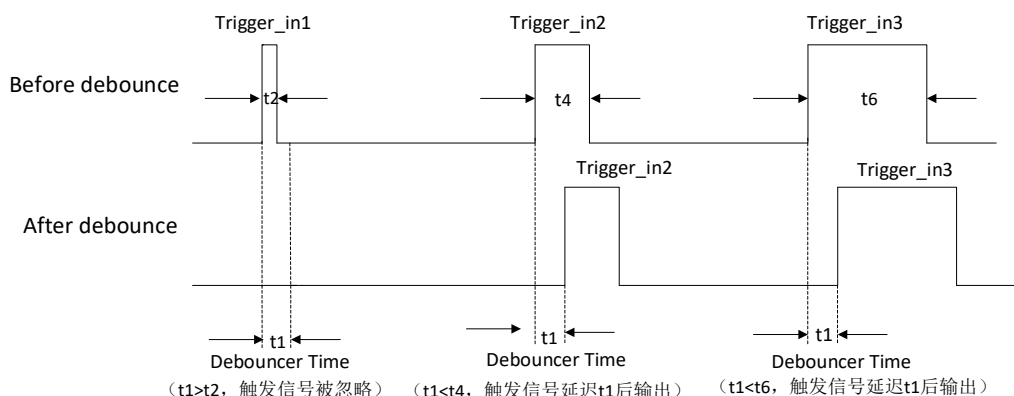 Trigger_in1
Trigger_in2
Trigger_in3
Before debounce
t2
t4
t6
Trigger_in2
Trigger_in3
After debounce
t1
t1
t1
Debouncer Time
Debouncer Time
Debouncer Time
（t1>t2，触发信号被忽略）
（t1<t4，触发信号延迟t1后输出）
（t1<t6，触发信号延迟t1后输出）